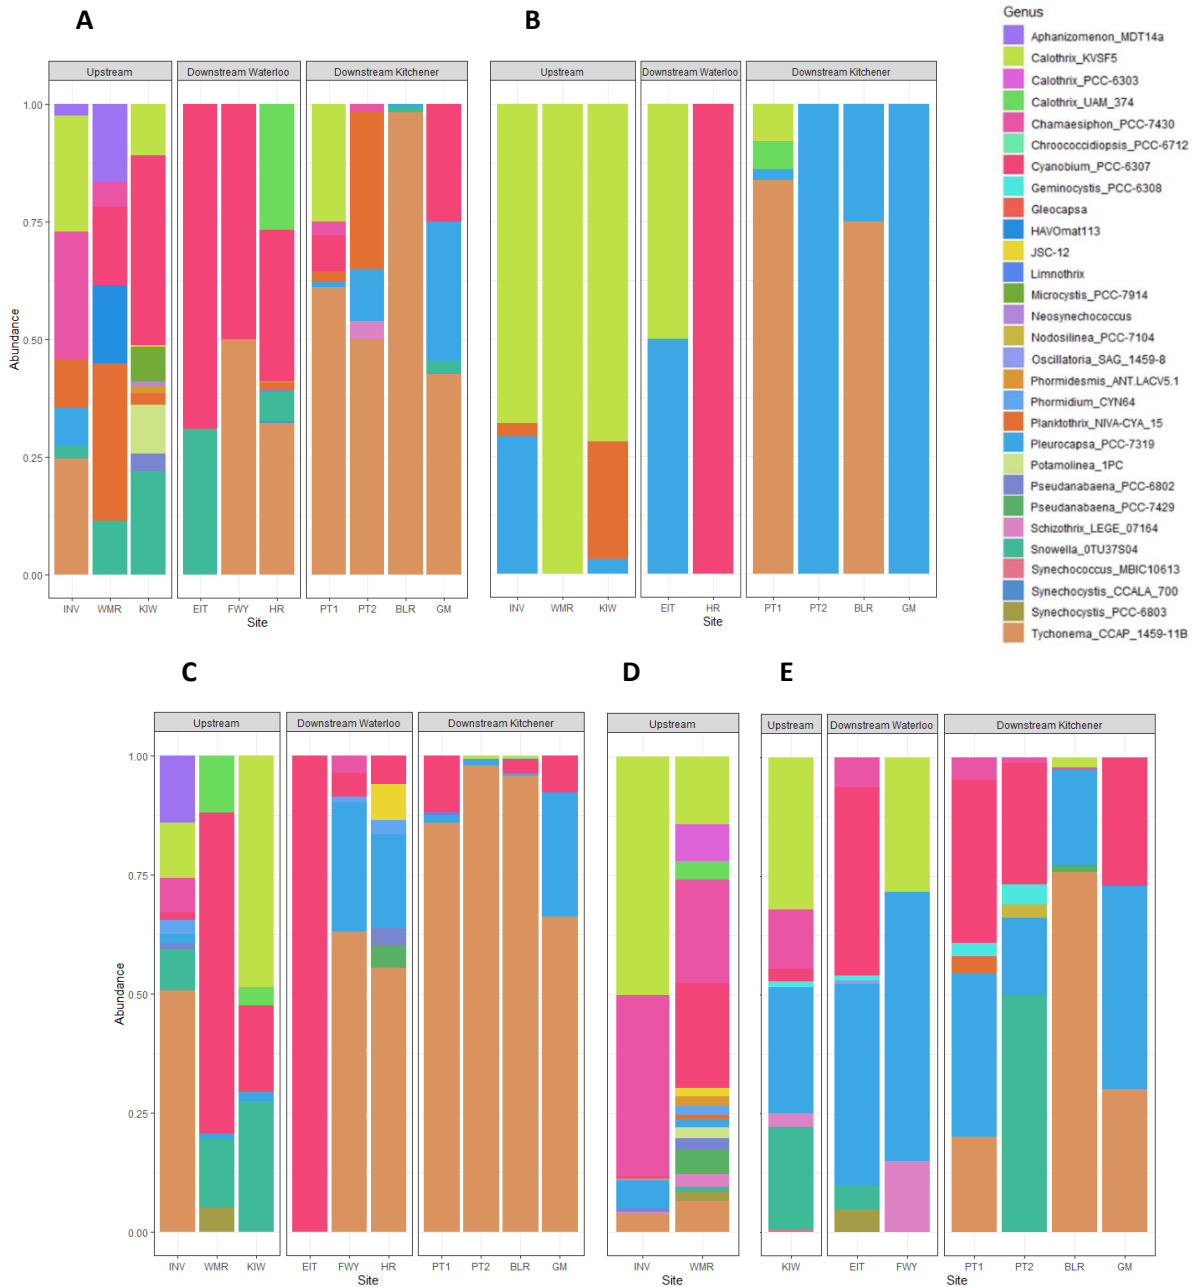 A
B
Upstream
Downstream Waterloo
Downstream Kitchener
Upstream
Downstream Waterloo
Downstream Kitchener
Abundance
1.00
0.75
0.50
0.25
0.00
INV
WMR
KIW
EIT
FWY
HR
PT1
PT2
BLR
GM
Site
INV
WMR
KIW
EIT
HR
PT1
PT2
BLR
GM
Site
Genus
Aphanizomenon_MDT14a
Calothrix_KVSF5
Calothrix_PCC-6303
Calothrix_UAM_374
Chamaesiphon_PCC-7430
Chroococcidiopsis_PCC-6712
Cyanobium_PCC-6307
Geminocystis_PCC-6308
Gleocapsa
HAVOmat113
JSC-12
Limnothrix
Microcystis_PCC-7914
Neosynechococcus
Nodosilinea_PCC-7104
Oscillatoria_SAG_1459-8
Phormidesmis_ANT.LACV5.1
Phormidium_CYN64
Planktothrix_NIVA-CYA_15
Pleurocapsa_PCC-7319
Potamolinea_1PC
Pseudanabaena_PCC-6802
Pseudanabaena_PCC-7429
Schizothrix_LEGE_07164
Snowella_0TU37S04
Synechococcus_MBIC10613
Synechocystis_CCALA_700
Synechocystis_PCC-6803
Tychonema_CCAP_1459-11B
C
D
E
Upstream
Downstream Waterloo
Downstream Kitchener
Upstream
Upstream
Downstream Waterloo
Downstream Kitchener
Abundance
1.00
0.75
0.50
0.25
0.00
INV
WMR
KIW
EIT
FWY
HR
PT1
PT2
BLR
GM
Site
INV
WMR
Site
KIW
EIT
FWY
PT1
PT2
BLR
GM
Site